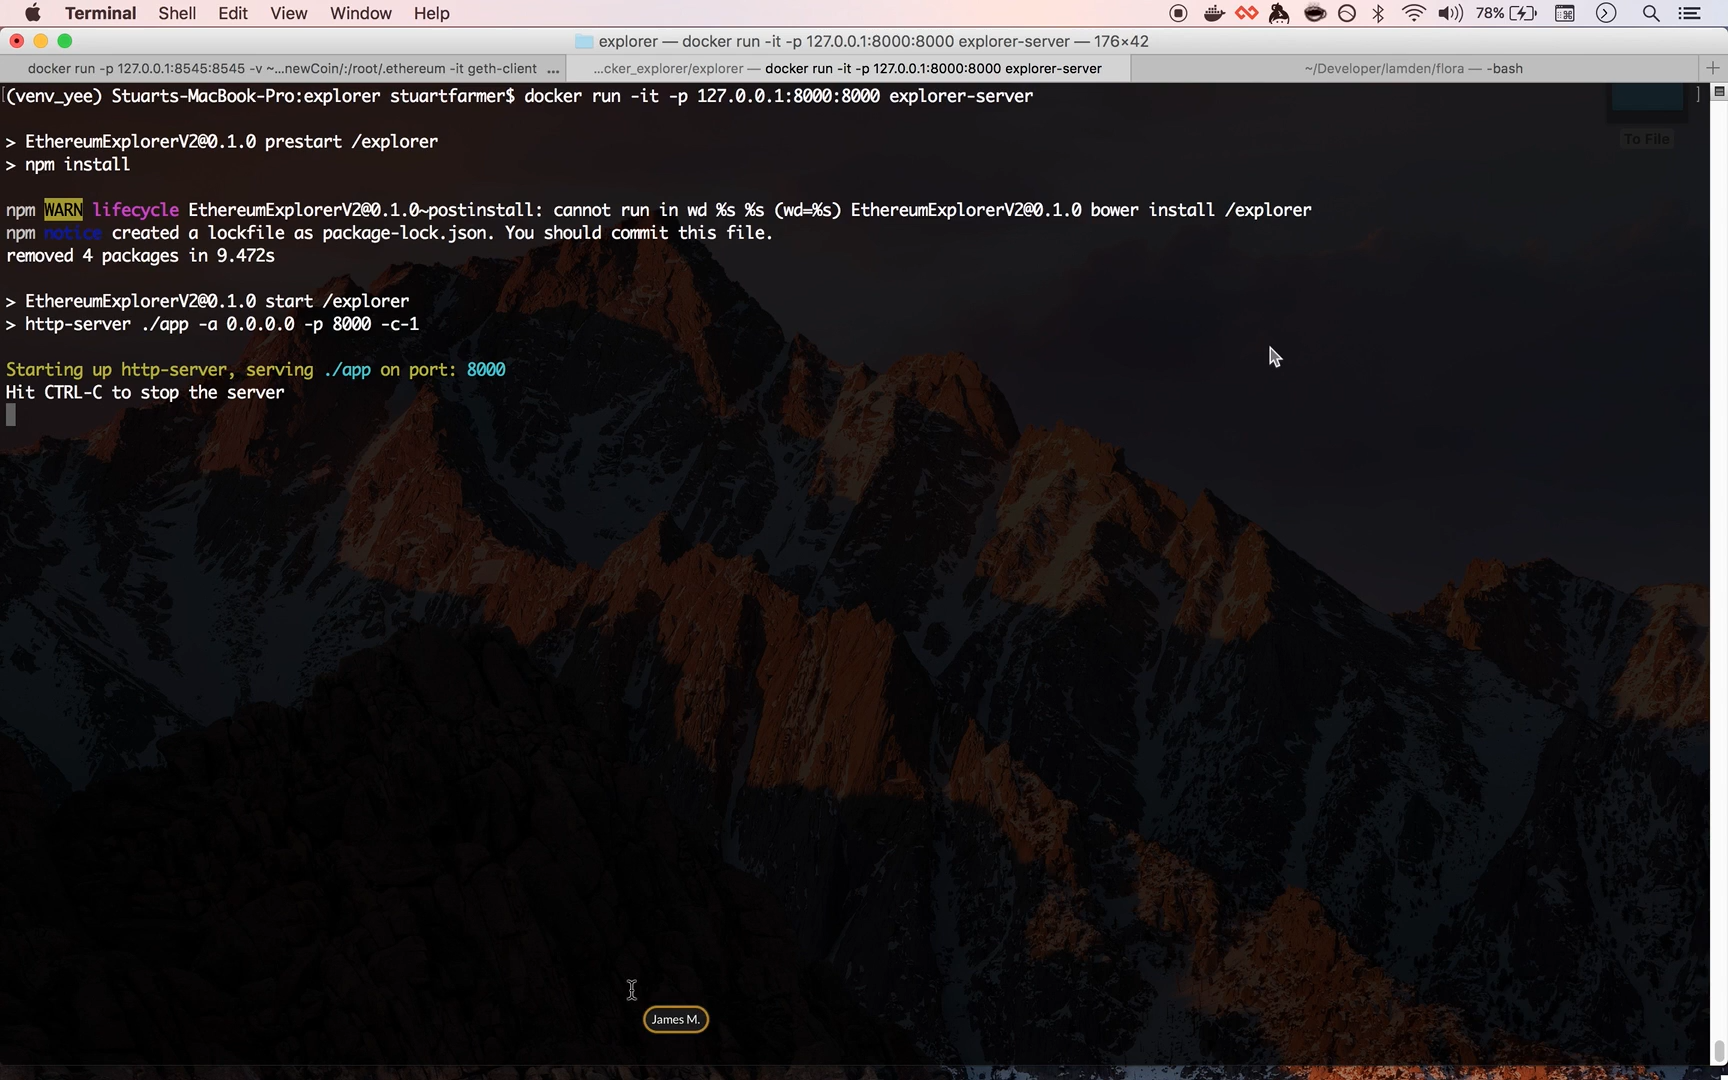 Terminal Shell Edit View Window Help 78%
explorer — docker run -it -p 127.0.0.1:8000:8000 explorer-server — 176×42
docker run -p 127.0.0.1:8545:8545 -v ~...newCoin/:/root/.ethereum -it geth-client ... ...cker_explorer/explorer — docker run -it -p 127.0.0.1:8000:8000 explorer-server ~/Developer/lamden/flora — -bash
(venv_yee) Stuarts-MacBook-Pro:explorer stuartfarmer$ docker run -it -p 127.0.0.1:8000:8000 explorer-server
To File
> EthereumExplorerV2@0.1.0 prestart /explorer
> npm install
npm WARN lifecycle EthereumExplorerV2@0.1.0~postinstall: cannot run in wd %s %s (wd=%s) EthereumExplorerV2@0.1.0 bower install /explorer
npm notice created a lockfile as package-lock.json. You should commit this file.
removed 4 packages in 9.472s
> EthereumExplorerV2@0.1.0 start /explorer
> http-server ./app -a 0.0.0.0 -p 8000 -c-1
Starting up http-server, serving ./app on port: 8000
Hit CTRL-C to stop the server
James M.